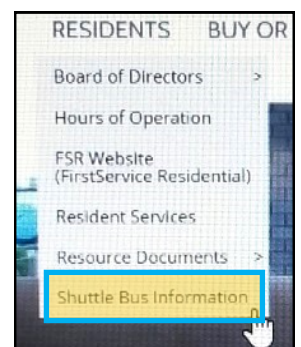 RESIDENTS BUY OR
Board of Directors >
Hours of Operation
FSR Website
(FirstService Residential)
Resident Services
Resource Documents >
Shuttle Bus Information